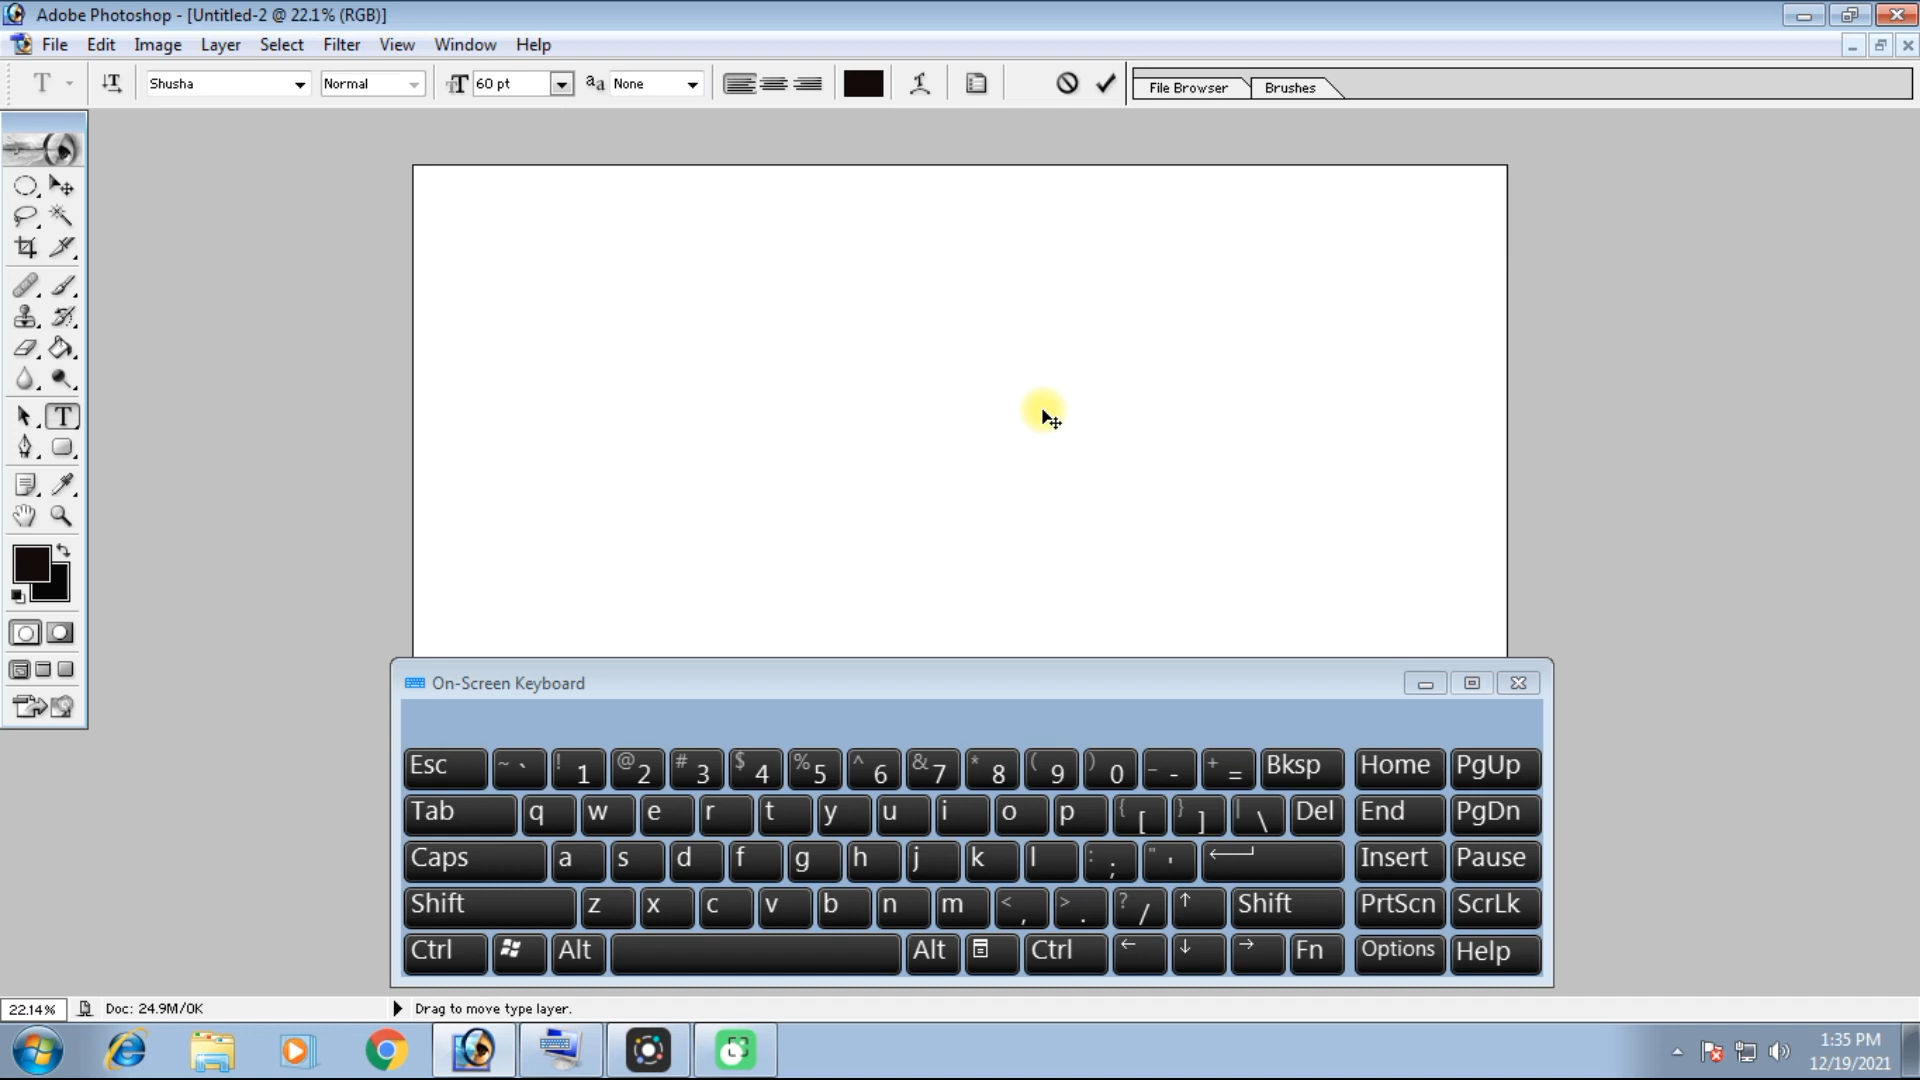 Adobe Photoshop - [Untitled-2 @ 22.1% (RGB)]
File Edit Image Layer Select Filter View Window Help
T T Shusha Normal T 60 pt aa None File Browser Brushes
T
On-Screen Keyboard
Esc ~ ` ! 1 @ 2 # 3 $ 4 % 5 ^ 6 & 7 * 8 ( 9 ) 0 _ - + = Bksp Home PgUp
Tab q w e r t y u i o p { [ } ] | \ Del End PgDn
Caps a s d f g h j k l : ; " ' Insert Pause
Shift z x c v b n m < , > . ? / ↑ Shift PrtScn ScrLk
Ctrl Alt Alt Ctrl ← ↓ → Fn Options Help
22.14% Doc: 24.9M/0K Drag to move type layer.
1:35 PM
12/19/2021